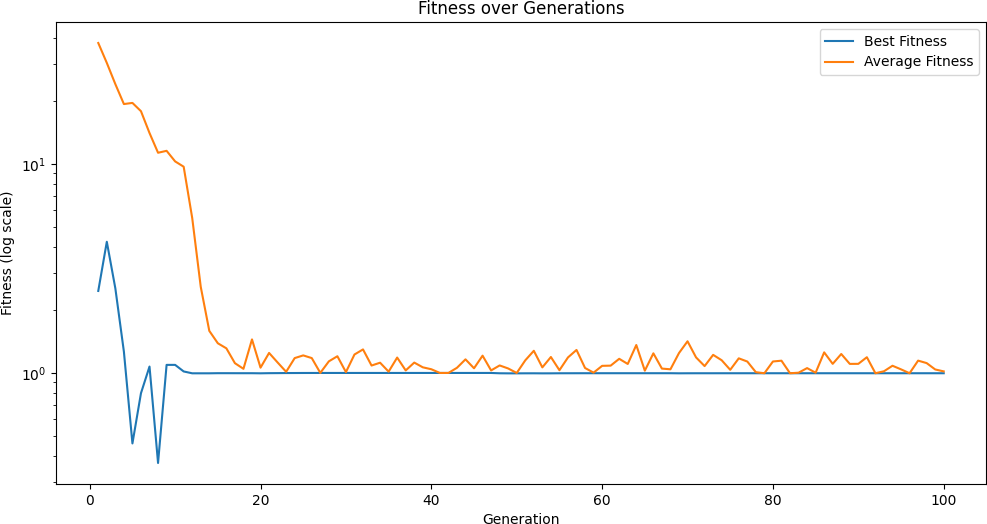 Fitness over Generations
Best Fitness
Average Fitness
Fitness (log scale)
10¹
10⁰
0 20 40 60 80 100
Generation